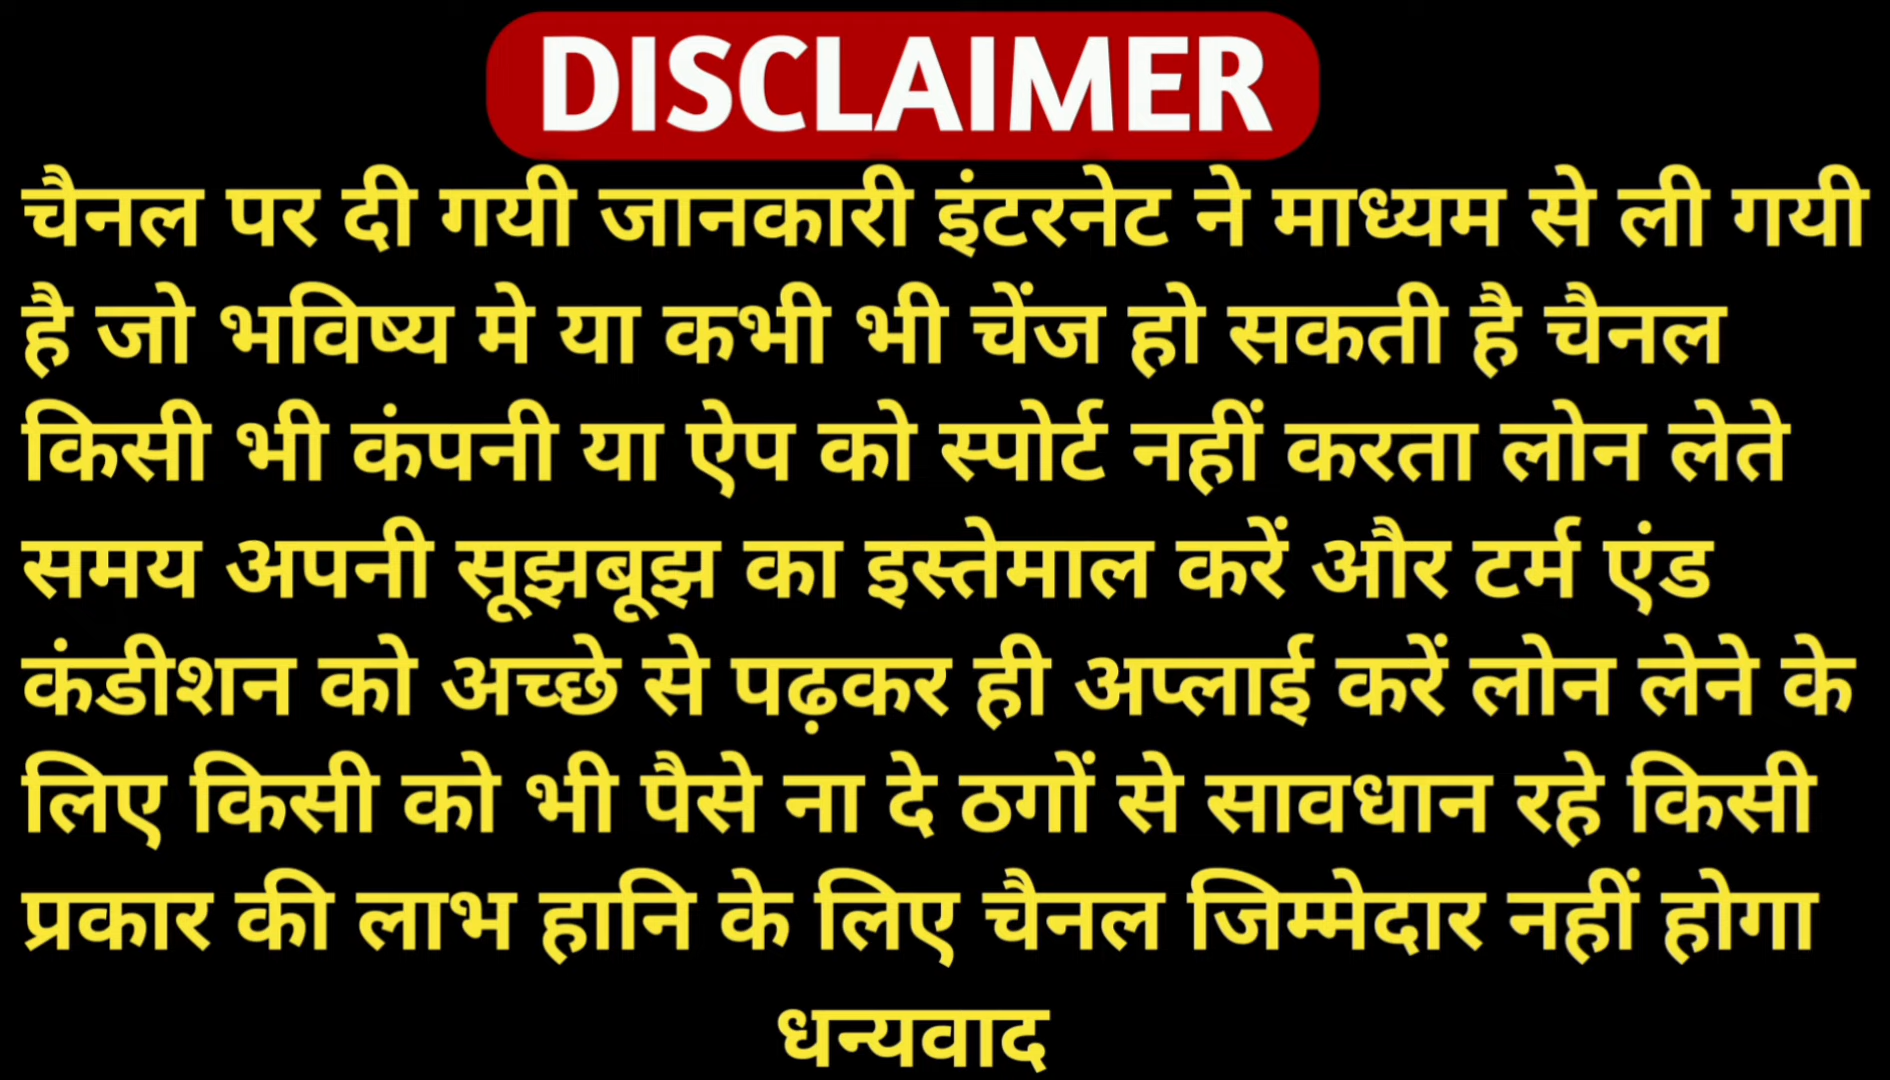 DISCLAIMER
चैनल पर दी गयी जानकारी इंटरनेट ने माध्यम से ली गयी
है जो भविष्य मे या कभी भी चेंज हो सकती है चैनल
किसी भी कंपनी या ऐप को स्पोर्ट नहीं करता लोन लेते
समय अपनी सूझबूझ का इस्तेमाल करें और टर्म एंड
कंडीशन को अच्छे से पढ़कर ही अप्लाई करें लोन लेने के
लिए किसी को भी पैसे ना दे ठगों से सावधान रहे किसी
प्रकार की लाभ हानि के लिए चैनल जिम्मेदार नहीं होगा
धन्यवाद